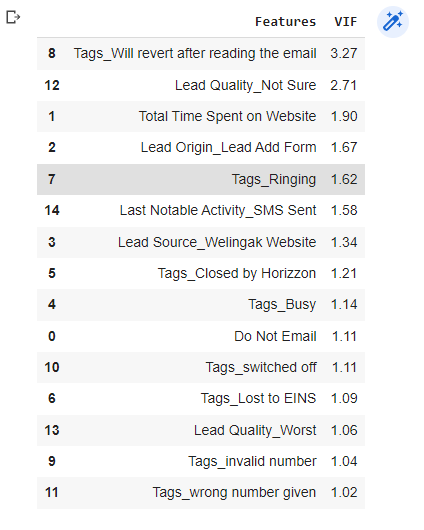 Features VIF
8 Tags_Will revert after reading the email 3.27
12 Lead Quality_Not Sure 2.71
1 Total Time Spent on Website 1.90
2 Lead Origin_Lead Add Form 1.67
7 Tags_Ringing 1.62
14 Last Notable Activity_SMS Sent 1.58
3 Lead Source_Welingak Website 1.34
5 Tags_Closed by Horizzon 1.21
4 Tags_Busy 1.14
0 Do Not Email 1.11
10 Tags_switched off 1.11
6 Tags_Lost to EINS 1.09
13 Lead Quality_Worst 1.06
9 Tags_invalid number 1.04
11 Tags_wrong number given 1.02